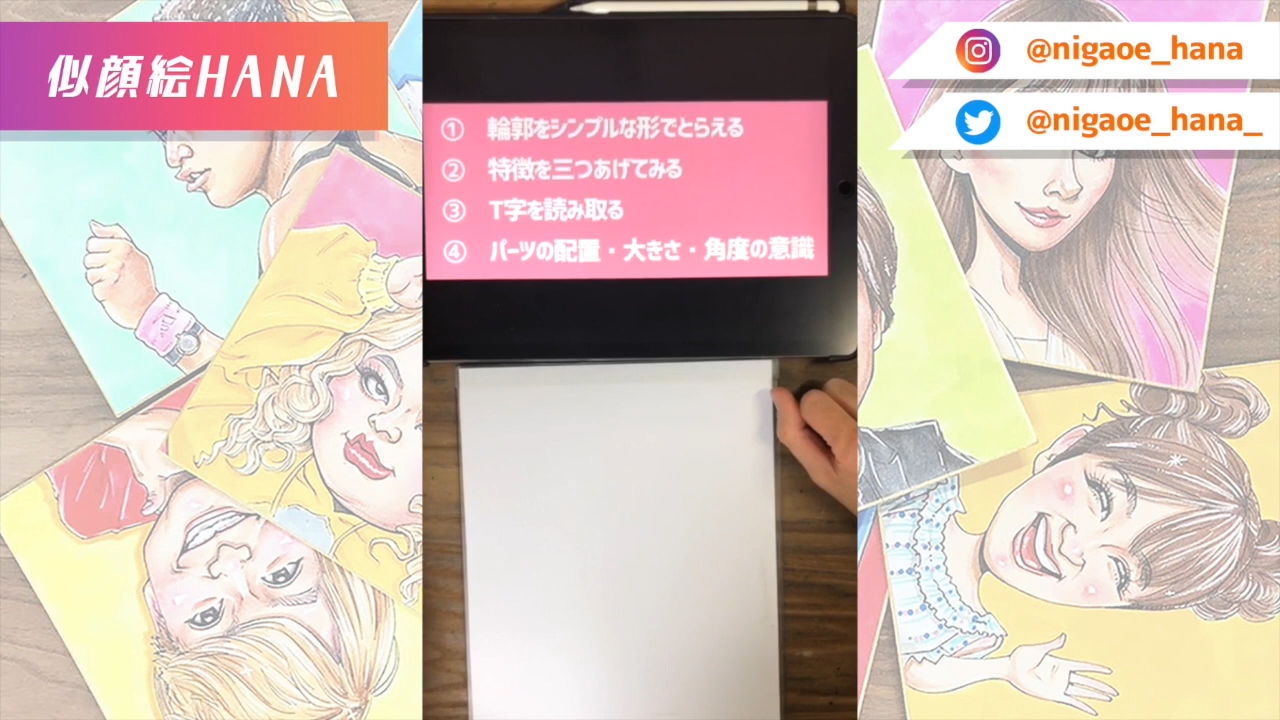 似顔絵HANA
@nigaoe_hana
@nigaoe_hana_
① 輪郭をシンプルな形でとらえる
② 特徴を三つあげてみる
③ T字を読み取る
④ パーツの配置・大きさ・角度の意識